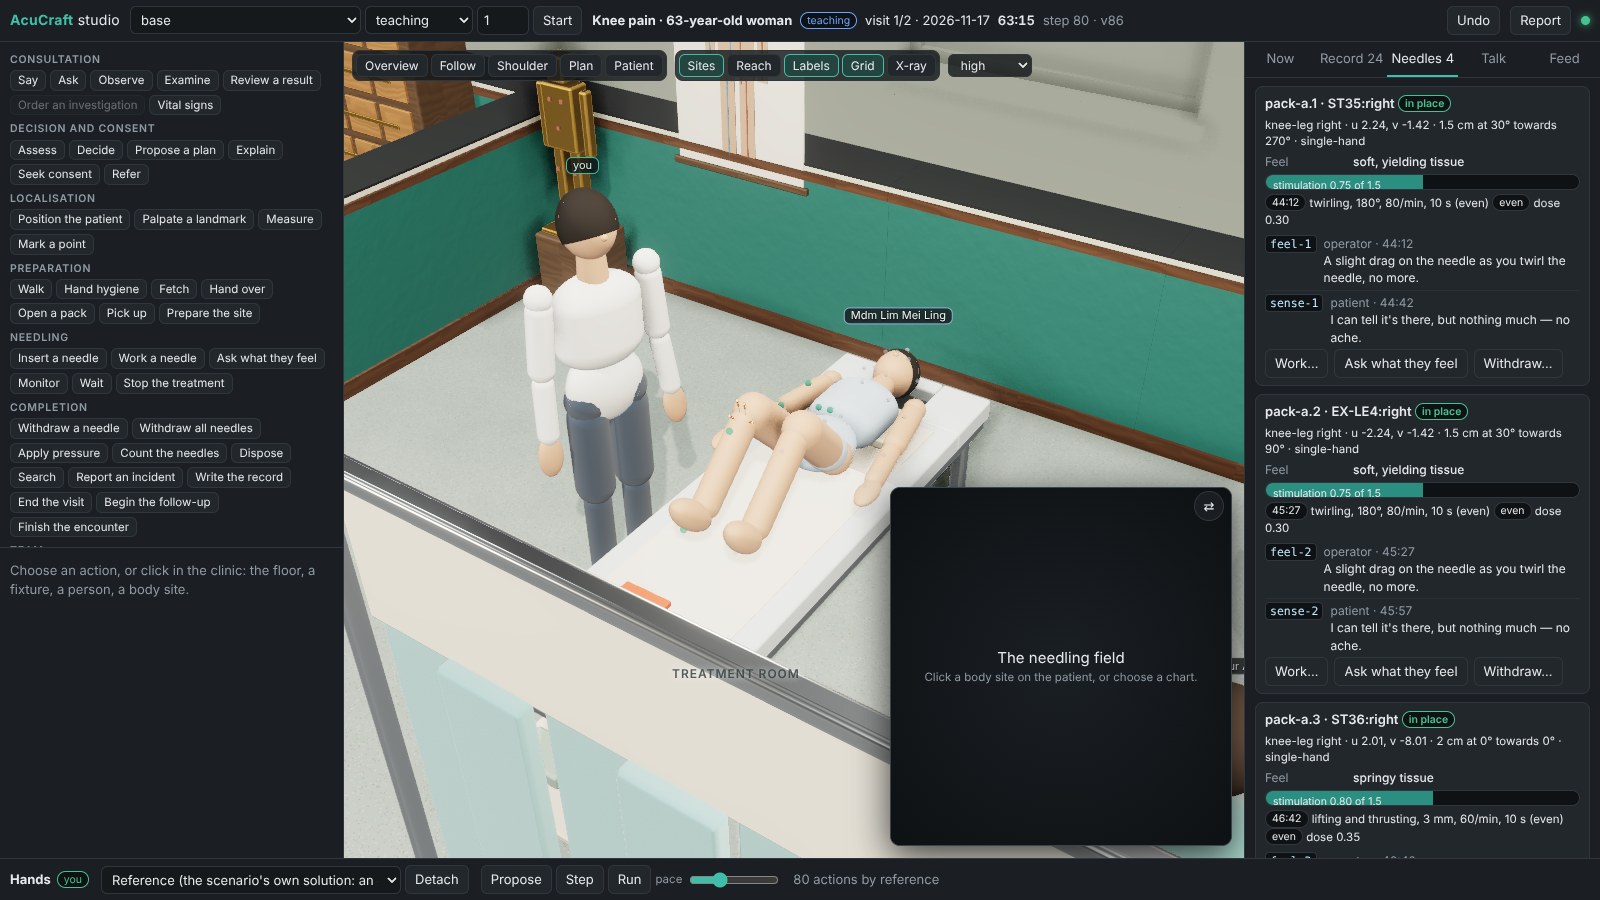 AcuCraft studio
base
teaching
1
Start
Knee pain · 63-year-old woman
teaching
visit 1/2 · 2026-11-17 63:15 step 80 · v86
Undo
Report
CONSULTATION
Say
Ask
Observe
Examine
Review a result
Order an investigation
Vital signs
DECISION AND CONSENT
Assess
Decide
Propose a plan
Explain
Seek consent
Refer
LOCALISATION
Position the patient
Palpate a landmark
Measure
Mark a point
PREPARATION
Walk
Hand hygiene
Fetch
Hand over
Open a pack
Pick up
Prepare the site
NEEDLING
Insert a needle
Work a needle
Ask what they feel
Monitor
Wait
Stop the treatment
COMPLETION
Withdraw a needle
Withdraw all needles
Apply pressure
Count the needles
Dispose
Search
Report an incident
Write the record
End the visit
Begin the follow-up
Finish the encounter
Choose an action, or click in the clinic: the floor, a
fixture, a person, a body site.
Overview
Follow
Shoulder
Plan
Patient
Sites
Reach
Labels
Grid
X-ray
high
you
Mdm Lim Mei Ling
TREATMENT ROOM
The needling field
Click a body site on the patient, or choose a chart.
Now
Record 24
Needles 4
Talk
Feed
pack-a.1 · ST35:right
in place
knee-leg right · u 2.24, v -1.42 · 1.5 cm at 30° towards
270° · single-hand
Feel
soft, yielding tissue
stimulation 0.75 of 1.5
44:12 twirling, 180°, 80/min, 10 s (even) even dose
0.30
feel-1 operator · 44:12
A slight drag on the needle as you twirl the
needle, no more.
sense-1 patient · 44:42
I can tell it's there, but nothing much — no
ache.
Work...
Ask what they feel
Withdraw...
pack-a.2 · EX-LE4:right
in place
knee-leg right · u -2.24, v -1.42 · 1.5 cm at 30° towards
90° · single-hand
Feel
soft, yielding tissue
stimulation 0.75 of 1.5
45:27 twirling, 180°, 80/min, 10 s (even) even dose
0.30
feel-2 operator · 45:27
A slight drag on the needle as you twirl the
needle, no more.
sense-2 patient · 45:57
I can tell it's there, but nothing much — no
ache.
Work...
Ask what they feel
Withdraw...
pack-a.3 · ST36:right
in place
knee-leg right · u 2.01, v -8.01 · 2 cm at 0° towards 0° ·
single-hand
Feel
springy tissue
stimulation 0.80 of 1.5
46:42 lifting and thrusting, 3 mm, 60/min, 10 s (even)
even dose 0.35
Hands
you
Reference (the scenario's own solution: an
Detach
Propose
Step
Run
pace
80 actions by reference